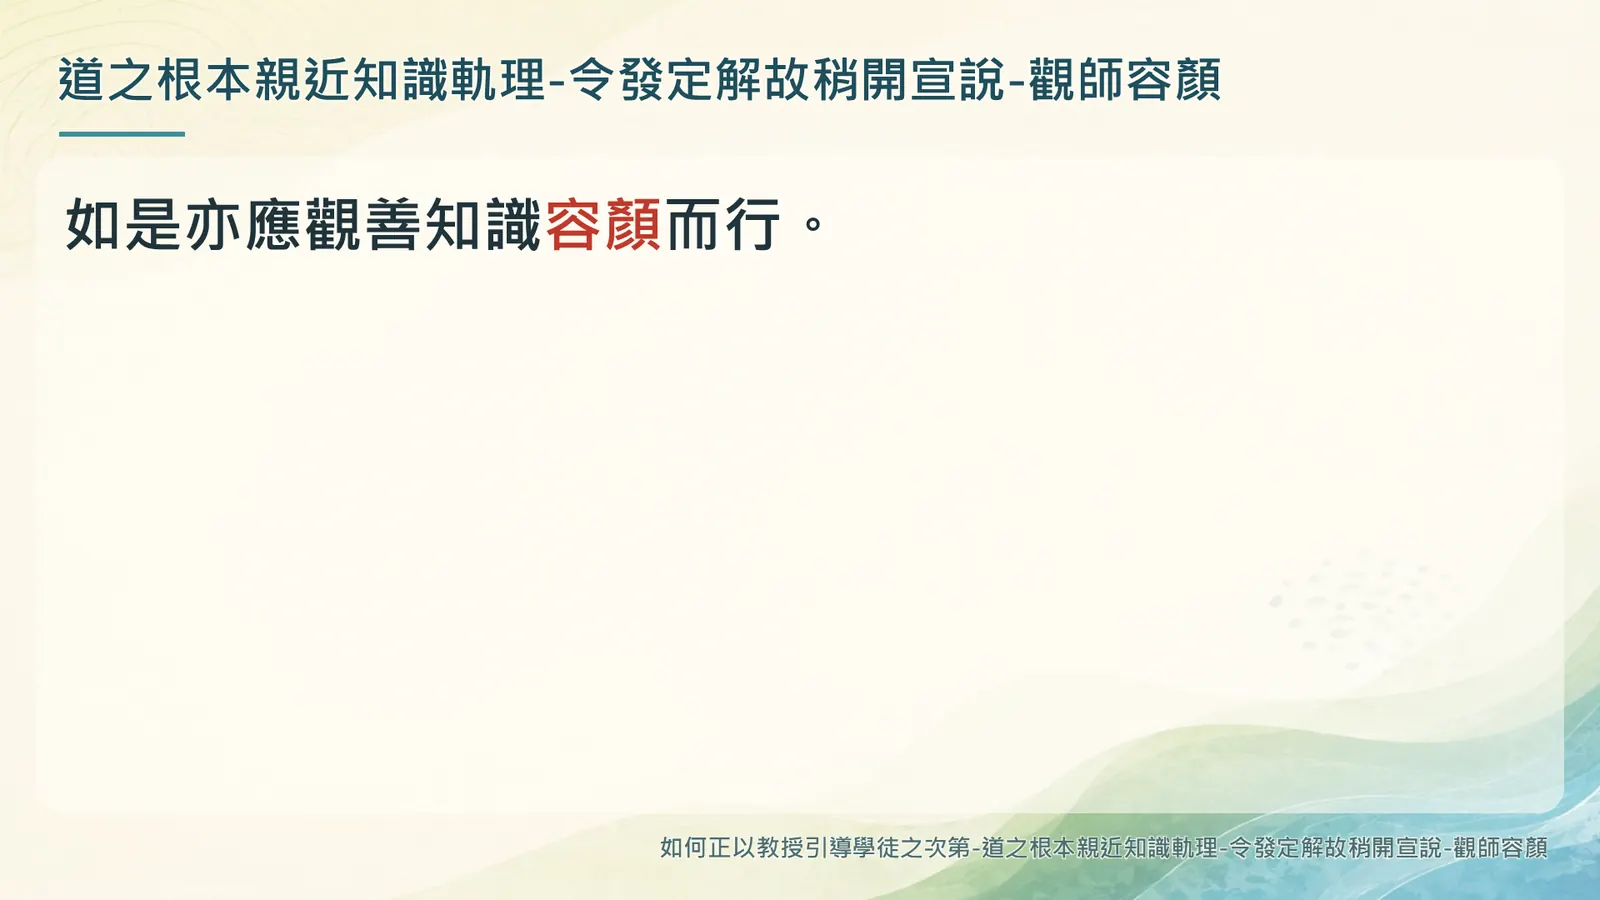 道之根本親近知識軌理-令發定解故稍開宣說-觀師容顏
如是亦應觀善知識容顏而行。
如何正以教授引導學徒之次第-道之根本親近知識軌理-令發定解故稍開宣說-觀師容顏